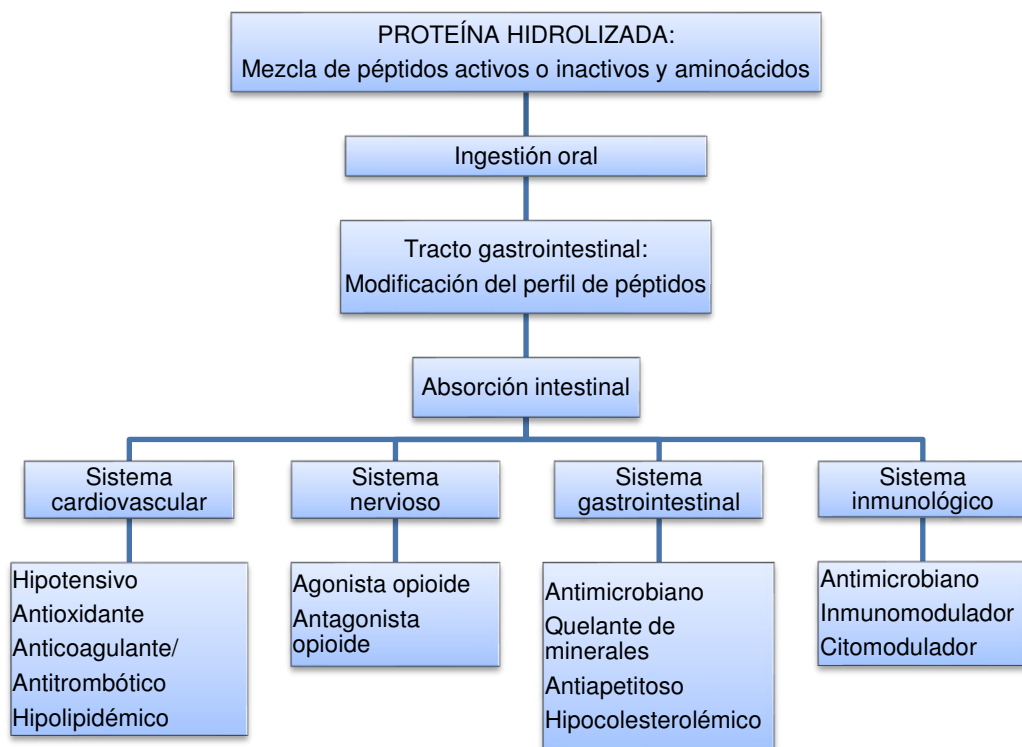 PROTEÍNA HIDROLIZADA:
Mezcla de péptidos activos o inactivos y aminoácidos
Ingestión oral
Tracto gastrointestinal:
Modificación del perfil de péptidos
Absorción intestinal
Sistema
cardiovascular
Hipotensivo
Antioxidante
Anticoagulante/
Antitrombótico
Hipolipidémico
Sistema
nervioso
Agonista opioide
Antagonista
opioide
Sistema
gastrointestinal
Antimicrobiano
Quelante de
minerales
Antiapetitoso
Hipocolesterolémico
Sistema
inmunológico
Antimicrobiano
Inmunomodulador
Citomodulador